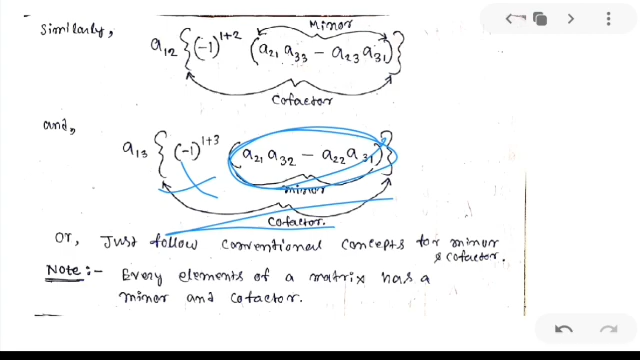 Similarly,
Minor
a₁₂ {(-1)¹⁺² (a₂₁ a₃₃ - a₂₃ a₃₁)}
Cofactor
and,
a₁₃ {(-1)¹⁺³ (a₂₁ a₃₂ - a₂₂ a₃₁)}
minor
Cofactor.
Or, Just follow conventional concepts for minor
& cofactor.
Note:- Every elements of a matrix has a
minor and cofactor.